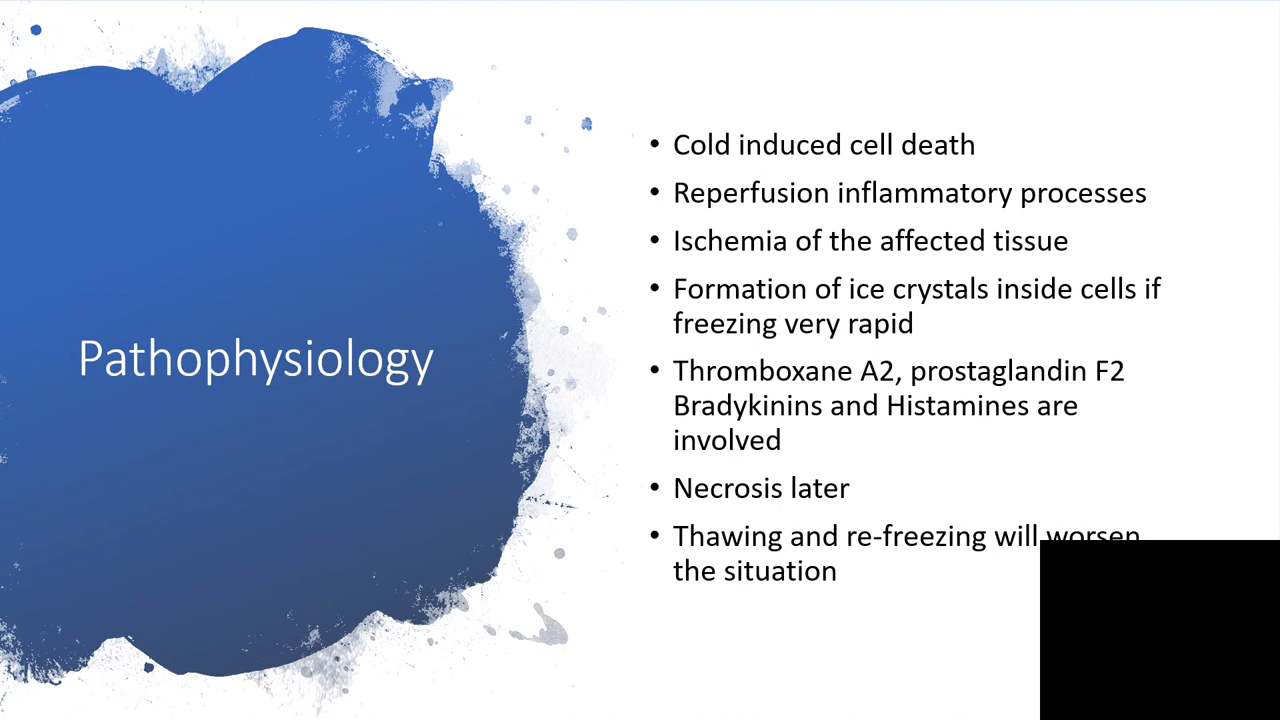 Pathophysiology
• Cold induced cell death
• Reperfusion inflammatory processes
• Ischemia of the affected tissue
• Formation of ice crystals inside cells if
freezing very rapid
• Thromboxane A2, prostaglandin F2
Bradykinins and Histamines are
involved
• Necrosis later
• Thawing and re-freezing will worsen
the situation